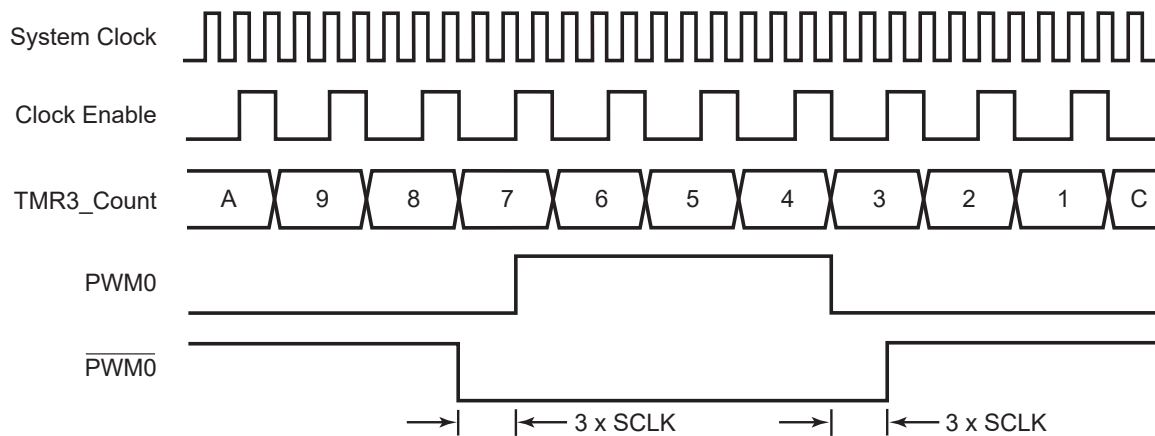 System Clock
Clock Enable
TMR3_Count A 9 8 7 6 5 4 3 2 1 C
PWM0
P̅W̅M̅0̅
3 x SCLK 3 x SCLK